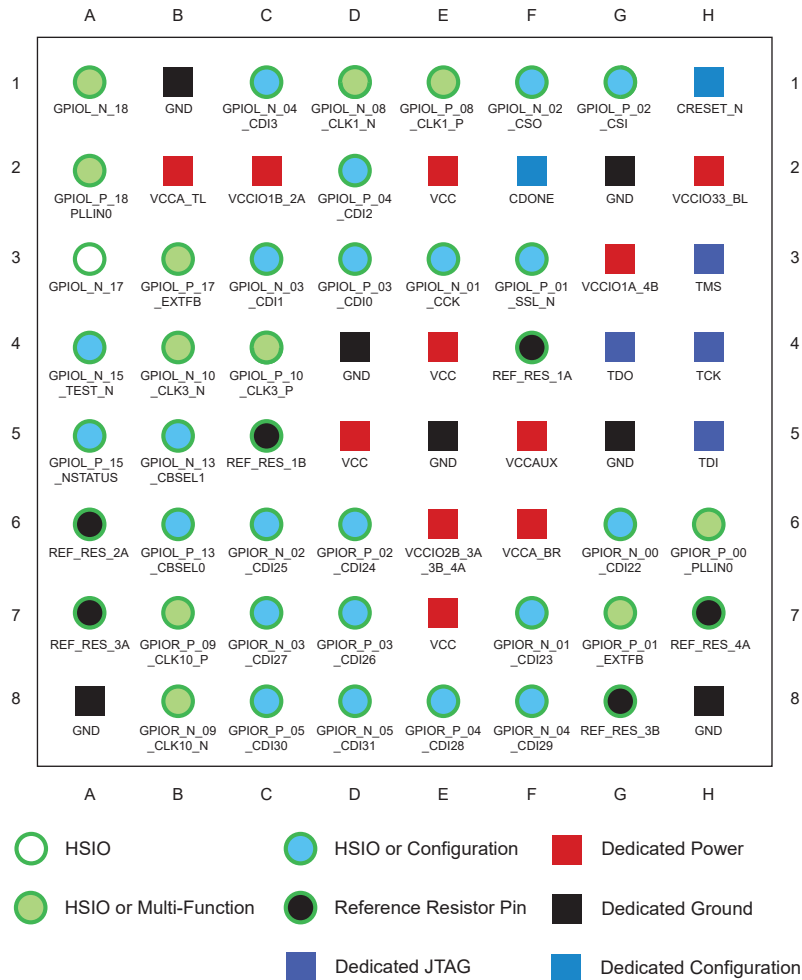 A B C D E F G H
1 1
GPIOL_N_18 GND GPIOL_N_04 GPIOL_N_08 GPIOL_P_08 GPIOL_N_02 GPIOL_P_02 CRESET_N
_CDI3 _CLK1_N _CLK1_P _CSO _CSI
2 2
GPIOL_P_18 VCCA_TL VCCIO1B_2A GPIOL_P_04 VCC CDONE GND VCCIO33_BL
PLLIN0 _CDI2
3 3
GPIOL_N_17 GPIOL_P_17 GPIOL_N_03 GPIOL_P_03 GPIOL_N_01 GPIOL_P_01 VCCIO1A_4B TMS
_EXTFB _CDI1 _CDI0 _CCK _SSL_N
4 4
GPIOL_N_15 GPIOL_N_10 GPIOL_P_10 GND VCC REF_RES_1A TDO TCK
_TEST_N _CLK3_N _CLK3_P
5 5
GPIOL_P_15 GPIOL_N_13 REF_RES_1B VCC GND VCCAUX GND TDI
_NSTATUS _CBSEL1
6 6
REF_RES_2A GPIOL_P_13 GPIOR_N_02 GPIOR_P_02 VCCIO2B_3A VCCA_BR GPIOR_N_00 GPIOR_P_00
_CBSEL0 _CDI25 _CDI24 _3B_4A _CDI22 _PLLIN0
7 7
REF_RES_3A GPIOR_P_09 GPIOR_N_03 GPIOR_P_03 VCC GPIOR_N_01 GPIOR_P_01 REF_RES_4A
_CLK10_P _CDI27 _CDI26 _CDI23 _EXTFB
8 8
GND GPIOR_N_09 GPIOR_P_05 GPIOR_N_05 GPIOR_P_04 GPIOR_N_04 REF_RES_3B GND
_CLK10_N _CDI30 _CDI31 _CDI28 _CDI29
A B C D E F G H
HSIO HSIO or Configuration Dedicated Power
HSIO or Multi-Function Reference Resistor Pin Dedicated Ground
Dedicated JTAG Dedicated Configuration